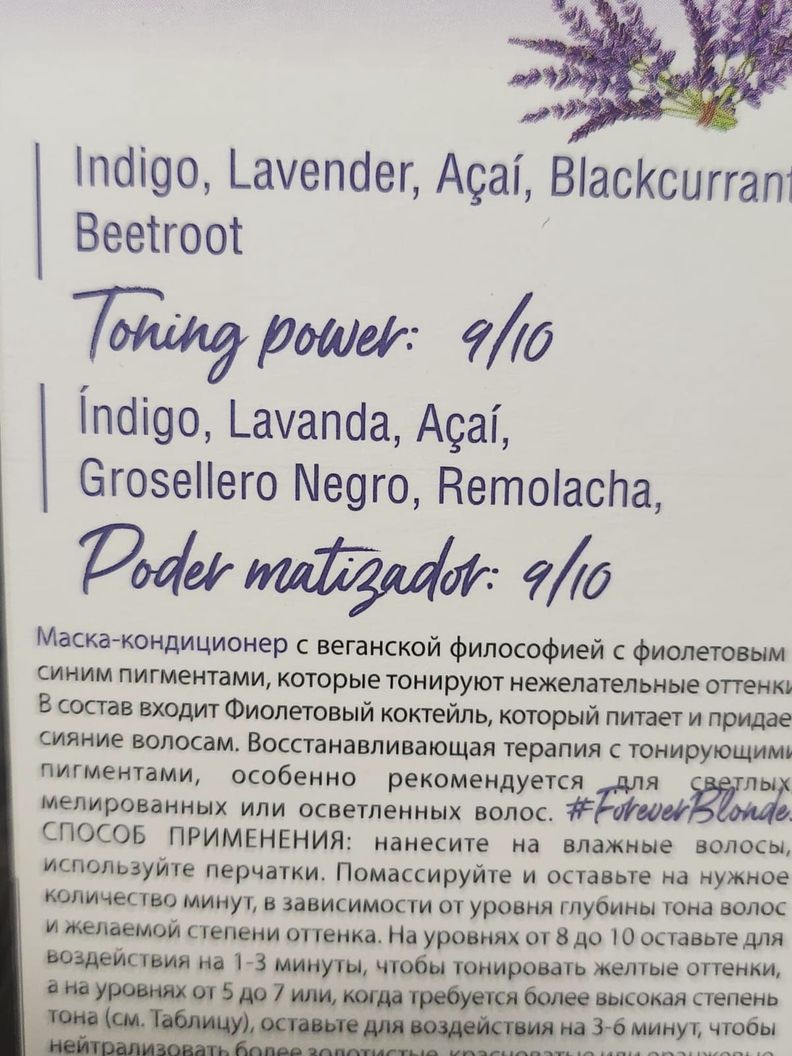 Indigo, Lavender, Açaí, Blackcurrant
Beetroot
Toning power: 9/10
Índigo, Lavanda, Açaí,
Grosellero Negro, Remolacha,
Poder matizador: 9/10
Маска-кондиционер с веганской философией с фиолетовым
синим пигментами, которые тонируют нежелательные оттенки
В состав входит Фиолетовый коктейль, который питает и придае
сияние волосам. Восстанавливающая терапия с тонирующими
пигментами, особенно рекомендуется для светлых,
мелированных или осветленных волос. #ForeverBlonde.
СПОСОБ ПРИМЕНЕНИЯ: нанесите на влажные волосы,
используйте перчатки. Помассируйте и оставьте на нужное
количество минут, в зависимости от уровня глубины тона волос
и желаемой степени оттенка. На уровнях от 8 до 10 оставьте для
воздействия на 1-3 минуты, чтобы тонировать желтые оттенки,
а на уровнях от 5 до 7 или, когда требуется более высокая степень
тона (см. Таблицу), оставьте для воздействия на 3-6 минут, чтобы
нейтрализовать более золотистые, красноватые или оранжевые